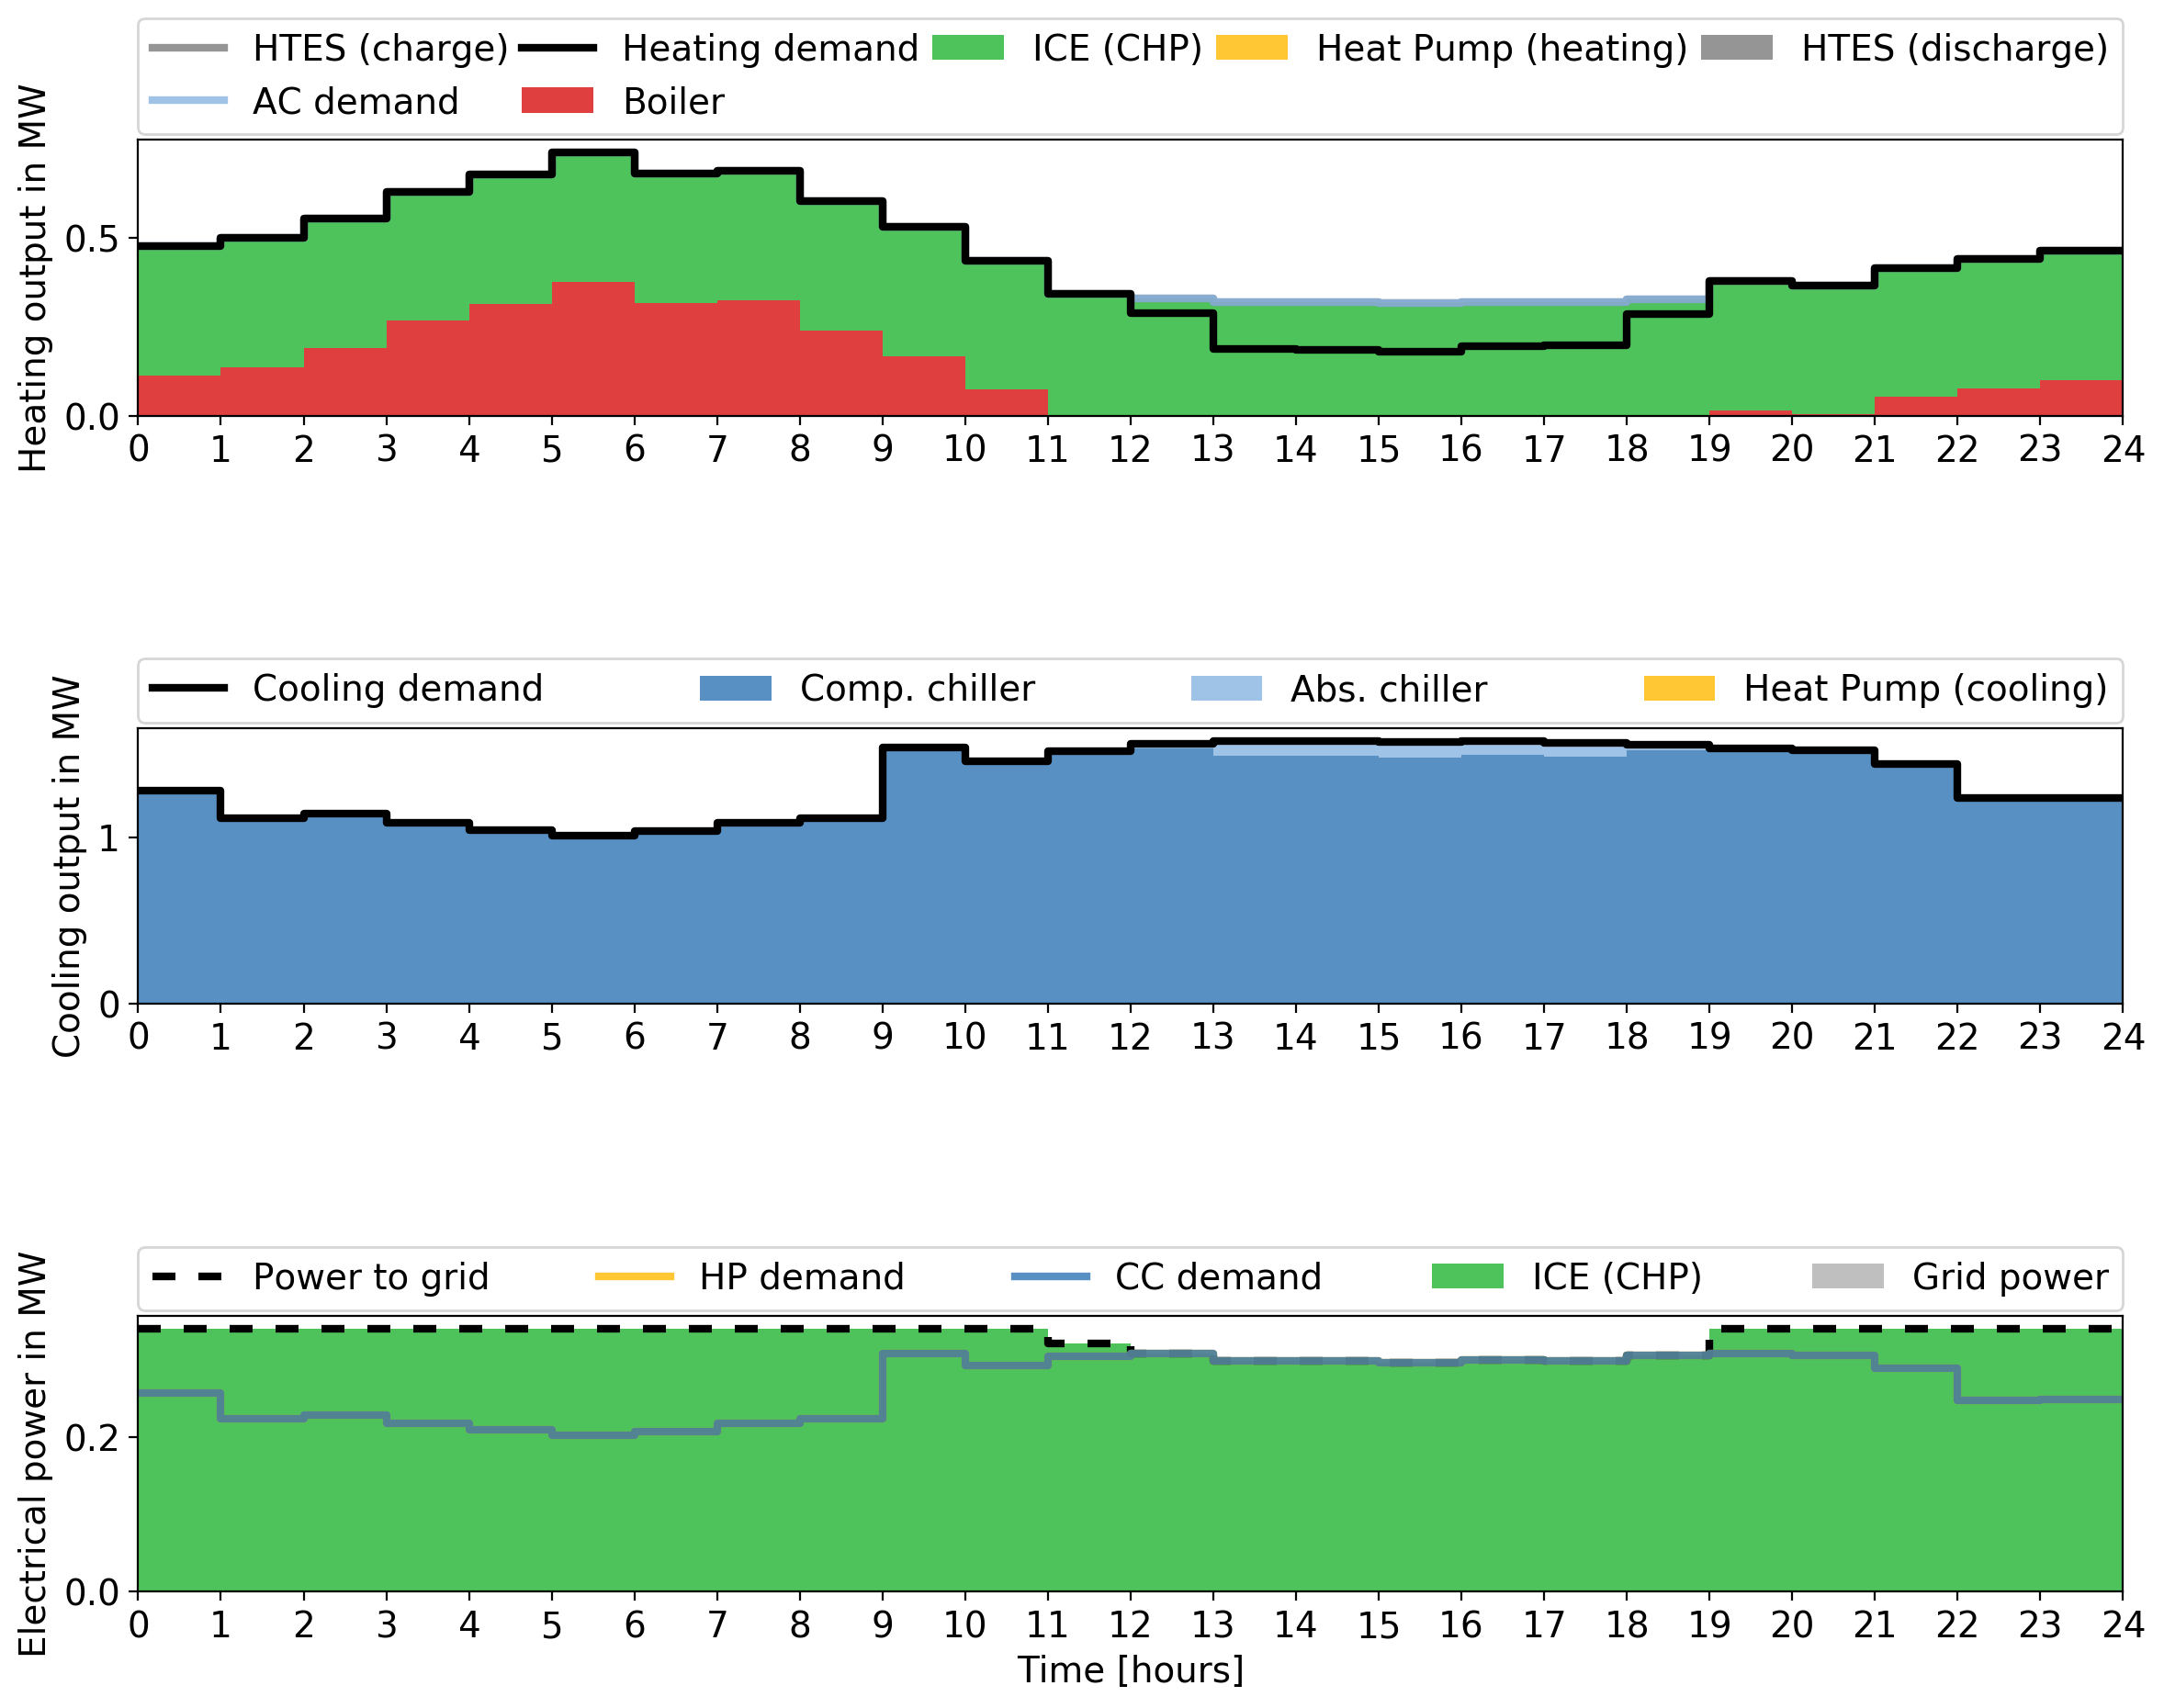 HTES (charge) Heating demand ICE (CHP) Heat Pump (heating) HTES (discharge)
AC demand Boiler
Heating output in MW
0.5
0.0
0 1 2 3 4 5 6 7 8 9 10 11 12 13 14 15 16 17 18 19 20 21 22 23 24
Cooling demand Comp. chiller Abs. chiller Heat Pump (cooling)
Cooling output in MW
1
0
0 1 2 3 4 5 6 7 8 9 10 11 12 13 14 15 16 17 18 19 20 21 22 23 24
Power to grid HP demand CC demand ICE (CHP) Grid power
Electrical power in MW
0.2
0.0
0 1 2 3 4 5 6 7 8 9 10 11 12 13 14 15 16 17 18 19 20 21 22 23 24
Time [hours]